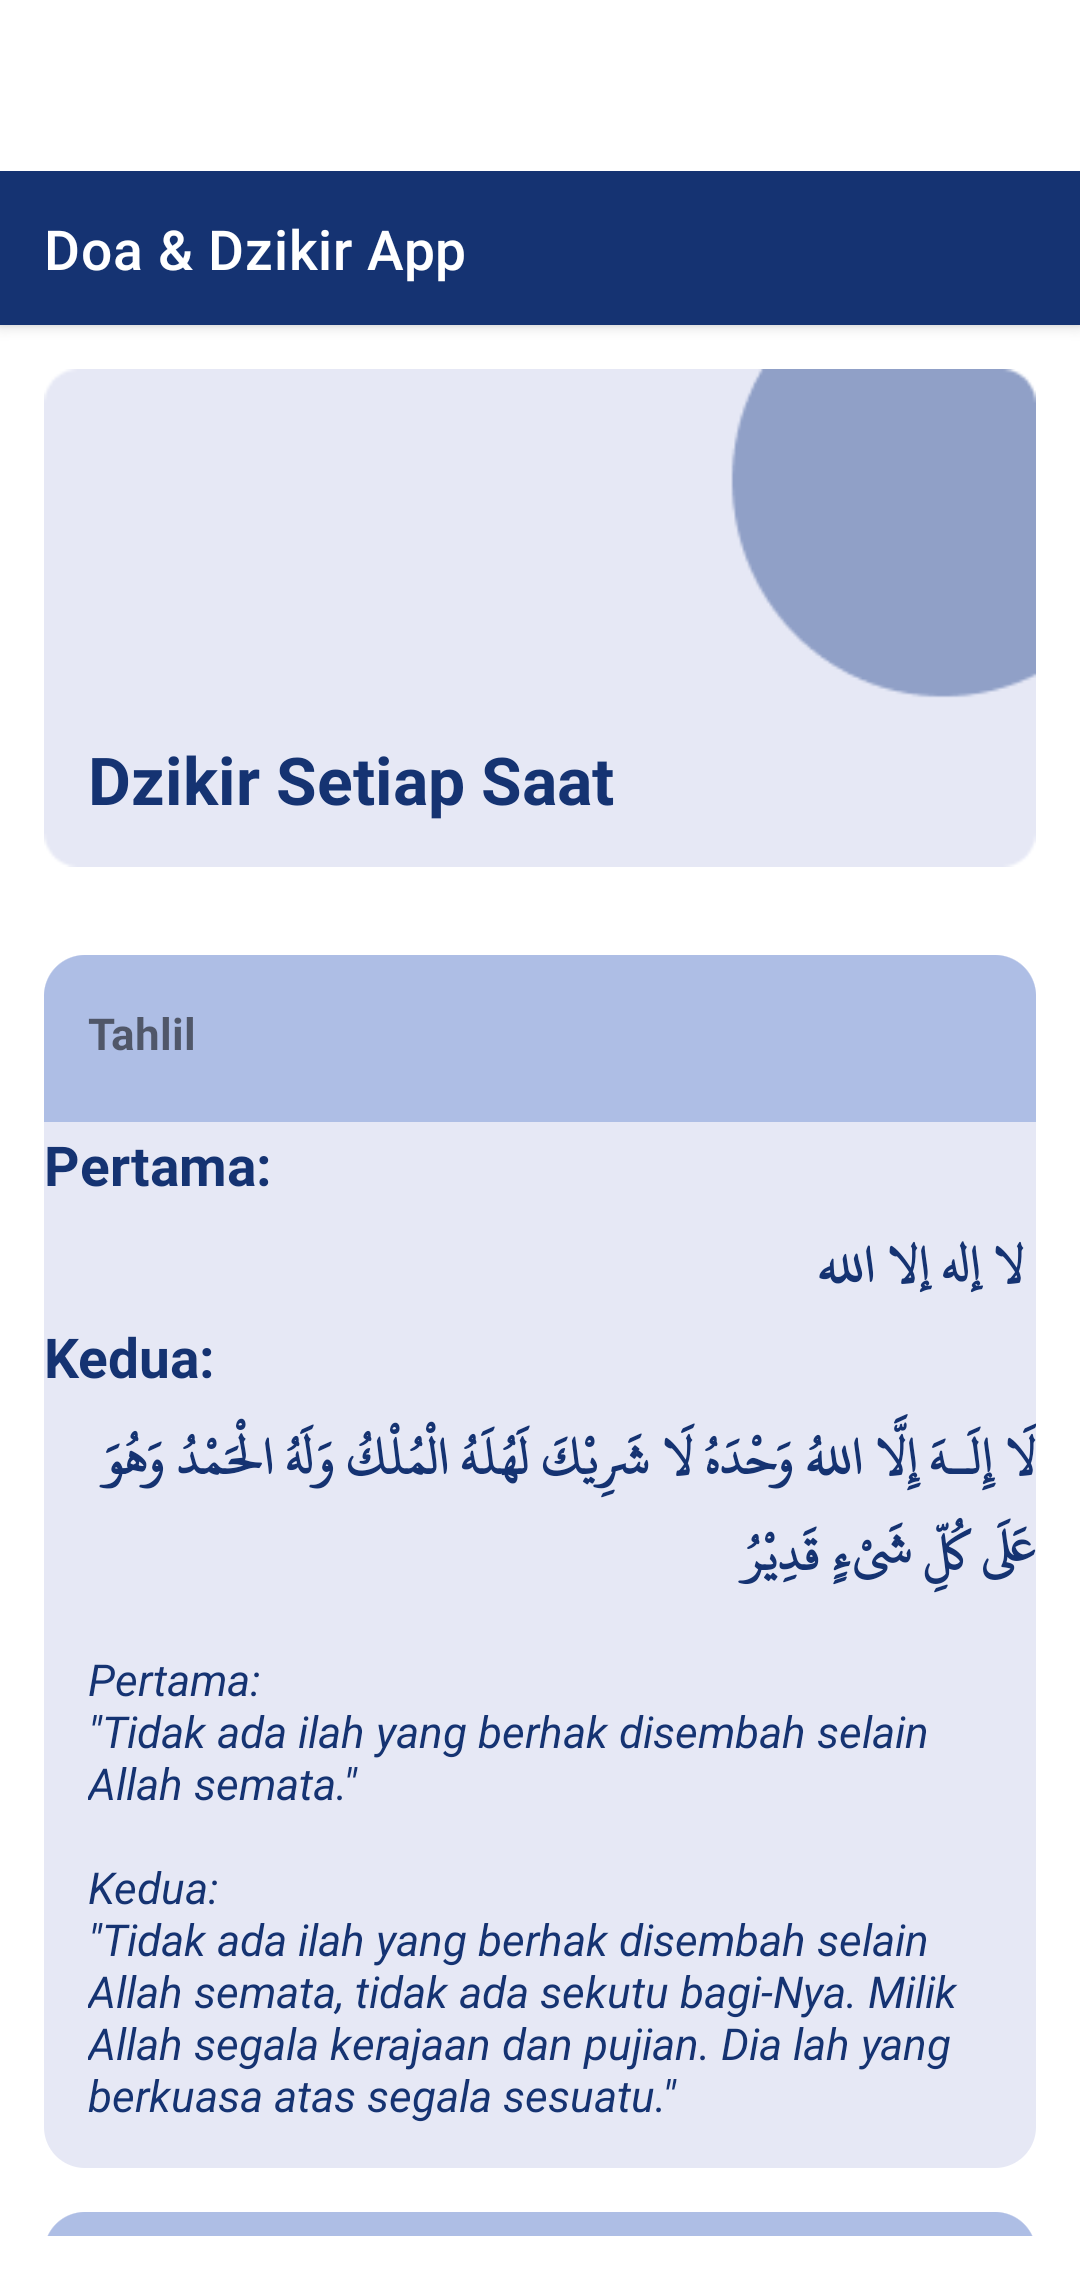 Doa & Dzikir App
Dzikir Setiap Saat
Tahlil
Pertama:
لا إله إلا الله
Kedua:
لَا إِلَــهَ إِلَّا اللهُ وَحْدَهُ لَا شَرِيْكَ لَهُلَهُ الْمُلْكُ وَلَهُ الْحَمْدُ وَهُوَ
عَلَى كُلِّ شَيْءٍ قَدِيْرُ
Pertama:
"Tidak ada ilah yang berhak disembah selain
Allah semata."
Kedua:
"Tidak ada ilah yang berhak disembah selain
Allah semata, tidak ada sekutu bagi-Nya. Milik
Allah segala kerajaan dan pujian. Dia lah yang
berkuasa atas segala sesuatu."